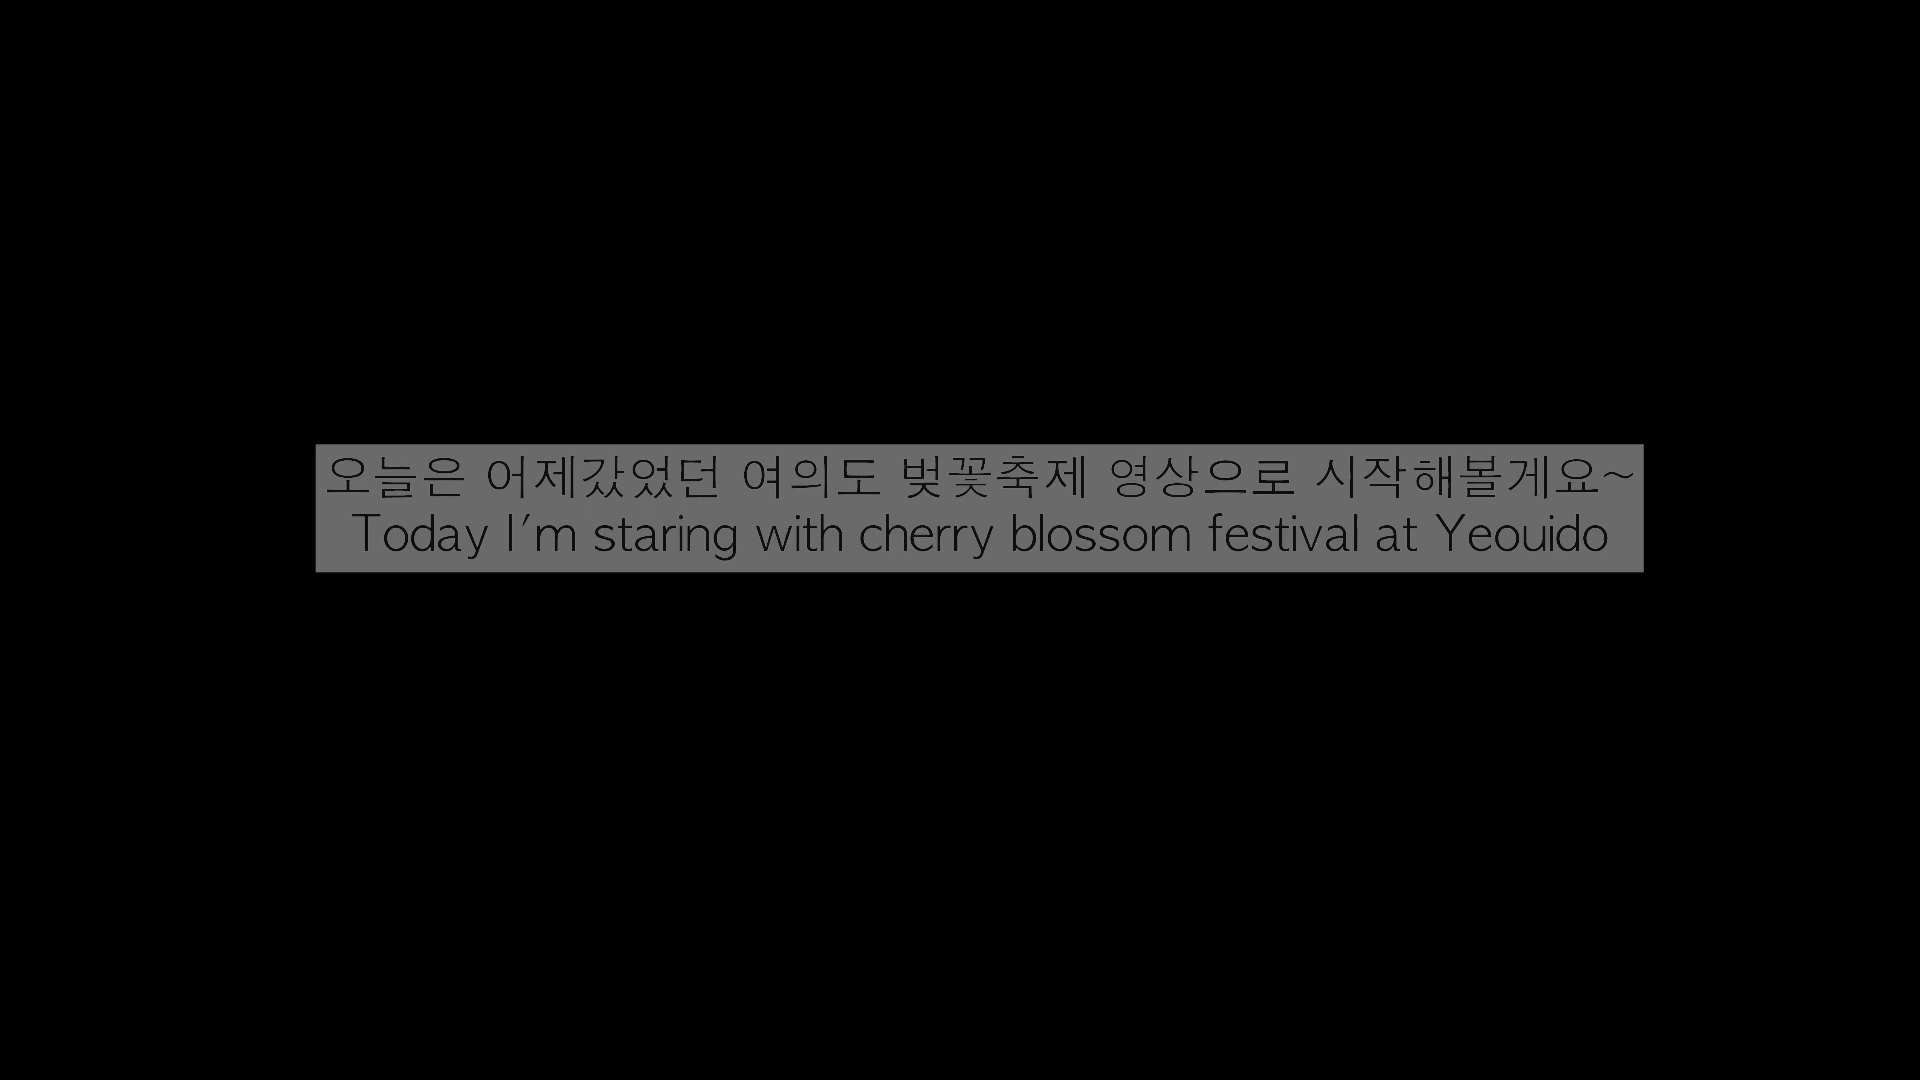 오늘은 어제갔었던 여의도 벚꽃축제 영상으로 시작해볼게요~
Today I'm staring with cherry blossom festival at Yeouido